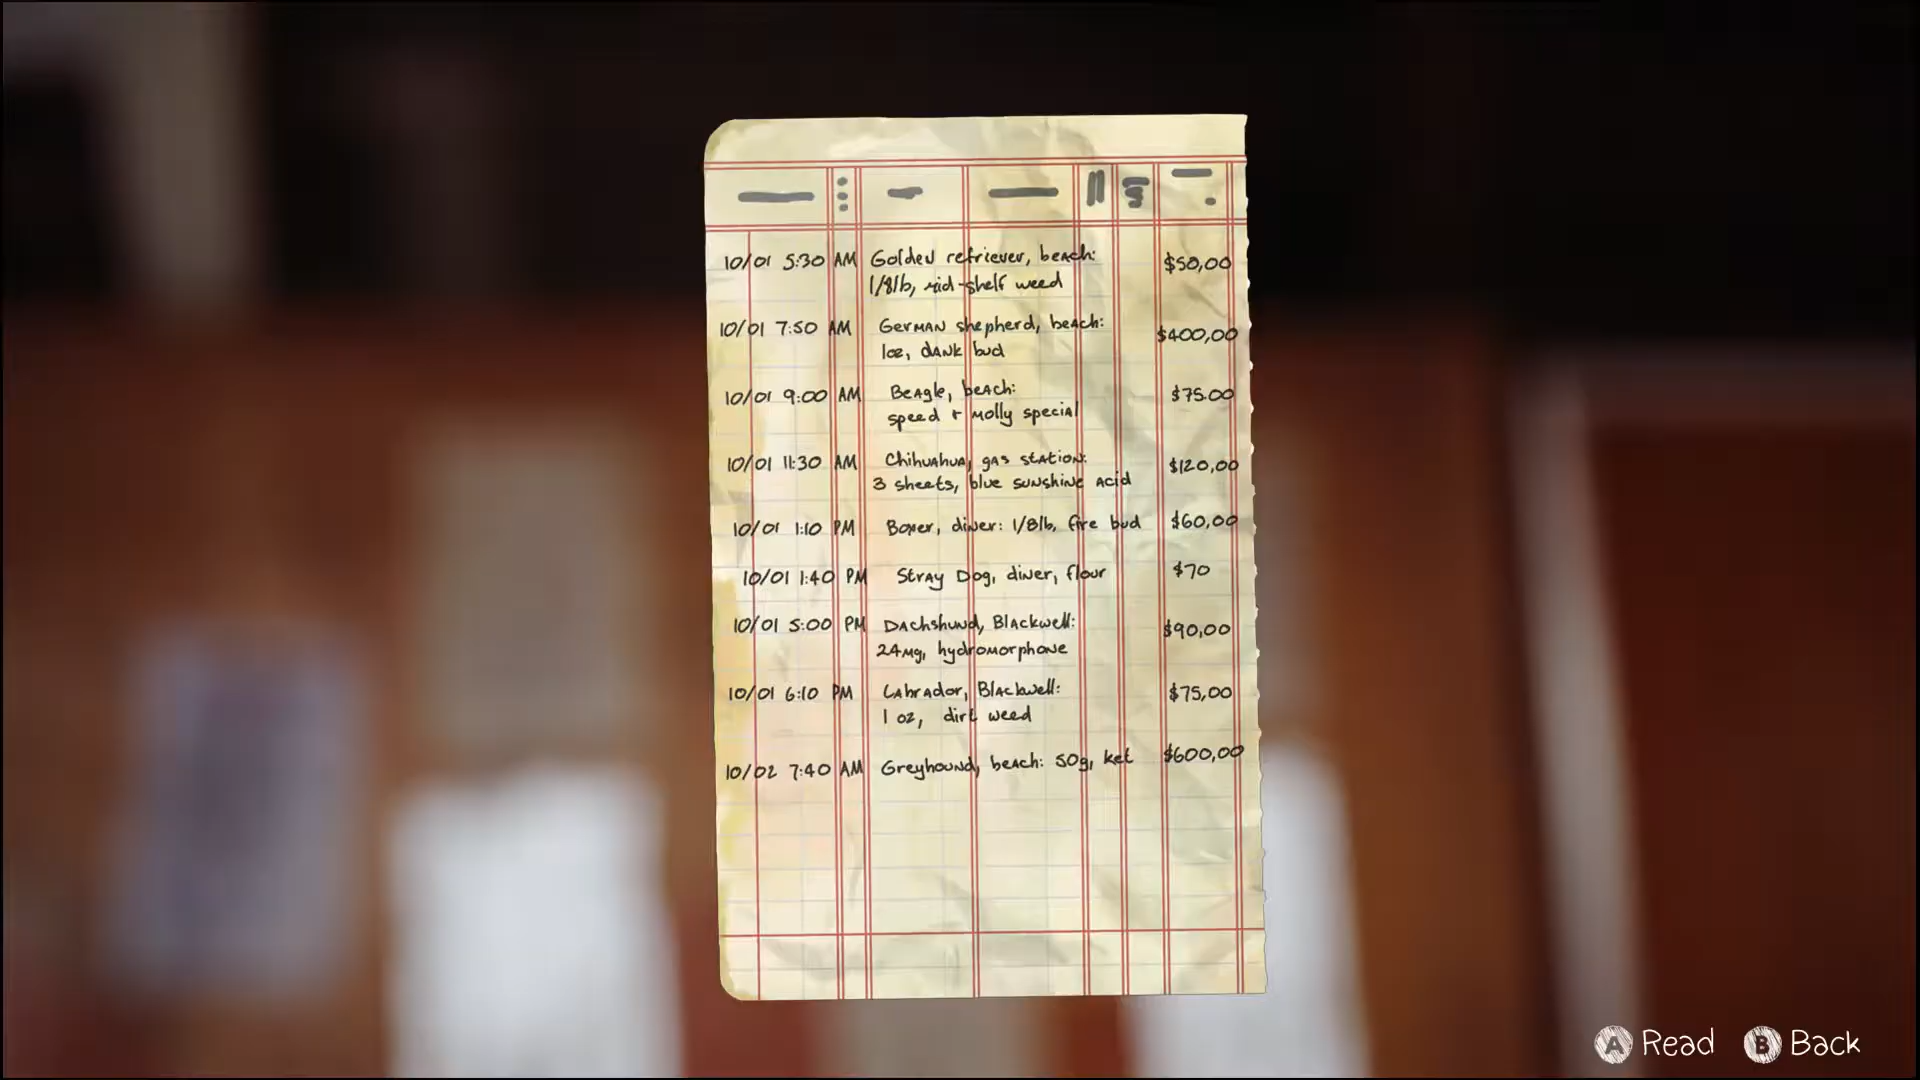 10/01 5:30 AM Golden retriever, beach: $50,00
1/8lb, mid-shelf weed
10/01 7:50 AM German shepherd, beach: $400,00
1oz, dank bud
10/01 9:00 AM Beagle, beach: $75.00
speed + Molly special
10/01 11:30 AM Chihuahua, gas station: $120,00
3 sheets, blue sunshine acid
10/01 1:10 PM Boxer, diner: 1/8lb, fire bud $60,00
10/01 1:40 PM Stray Dog, diner, flour $70
10/01 5:00 PM Dachshund, Blackwell: $90,00
24mg, hydromorphone
10/01 6:10 PM Labrador, Blackwell: $75,00
1 oz, dirt weed
10/02 7:40 AM Greyhound, beach: 50g, ket $600,00
A Read B Back